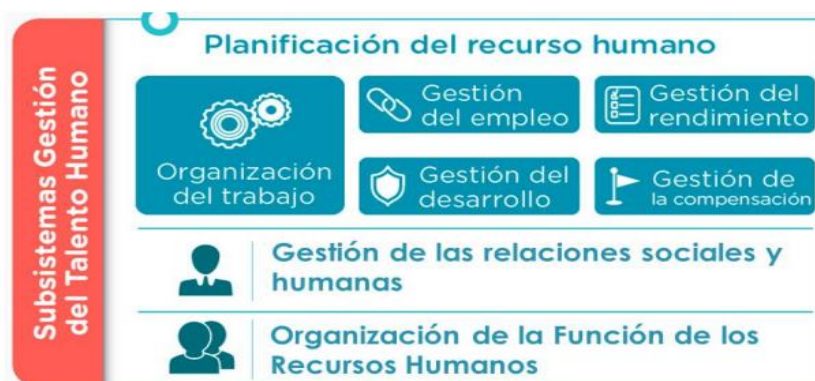 Subsistemas Gestión
del Talento Humano
Planificación del recurso humano
Organización
del trabajo
Gestión
del empleo
Gestión del
rendimiento
Gestión del
desarrollo
Gestión de
la compensación
Gestión de las relaciones sociales y
humanas
Organización de la Función de los
Recursos Humanos